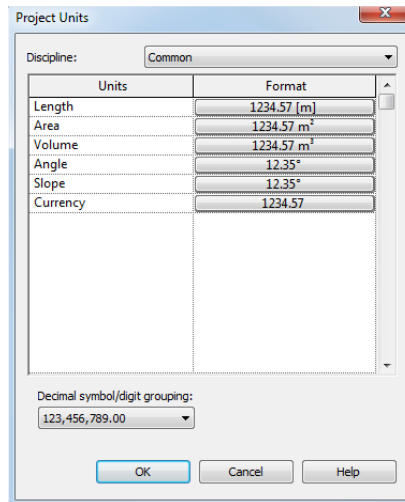 Project Units
Discipline: Common
Units Format
Length 1234.57 [m]
Area 1234.57 m²
Volume 1234.57 m³
Angle 12.35°
Slope 12.35°
Currency 1234.57
Decimal symbol/digit grouping:
123,456,789.00
OK Cancel Help